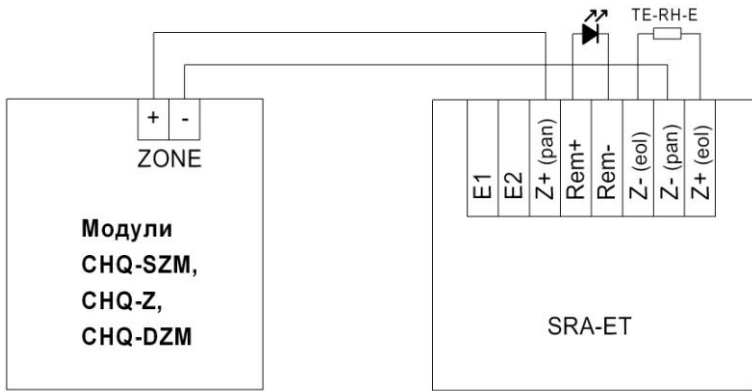 TE-RH-E
+ -
ZONE
Модули
CHQ-SZM,
CHQ-Z,
CHQ-DZM
E1
E2
Z+ (pan)
Rem+
Rem-
Z- (eol)
Z- (pan)
Z+ (eol)
SRA-ET